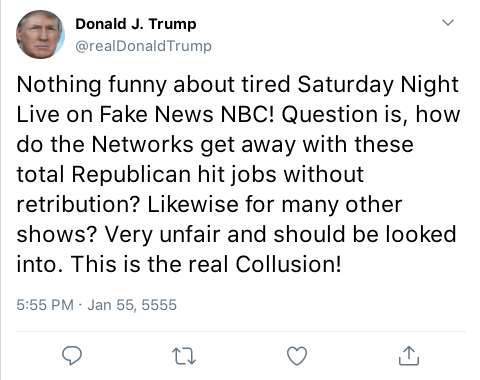 Donald J. Trump
@realDonaldTrump
Nothing funny about tired Saturday Night
Live on Fake News NBC! Question is, how
do the Networks get away with these
total Republican hit jobs without
retribution? Likewise for many other
shows? Very unfair and should be looked
into. This is the real Collusion!
5:55 PM · Jan 55, 5555